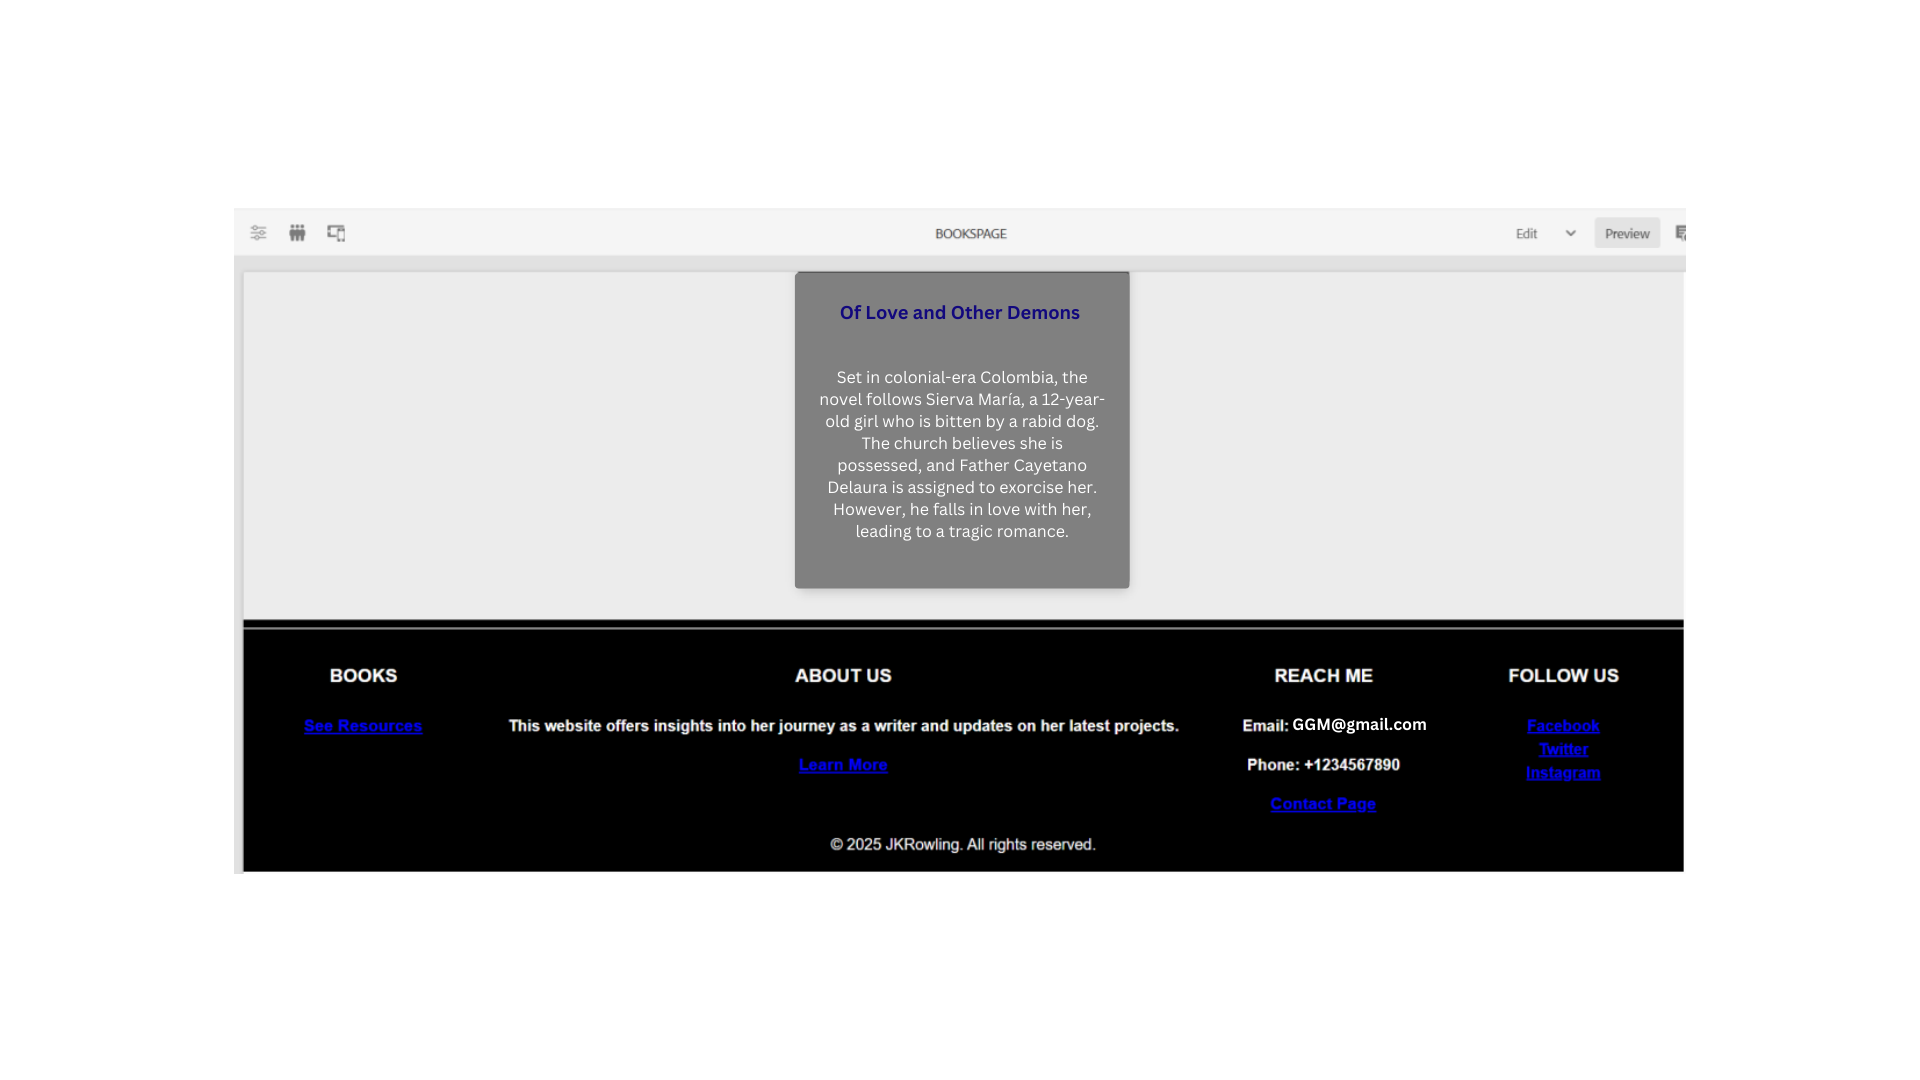 BOOKSPAGE
Edit
Preview
Of Love and Other Demons
Set in colonial-era Colombia, the
novel follows Sierva María, a 12-year-
old girl who is bitten by a rabid dog.
The church believes she is
possessed, and Father Cayetano
Delaura is assigned to exorcise her.
However, he falls in love with her,
leading to a tragic romance.
BOOKS
See Resources
ABOUT US
This website offers insights into her journey as a writer and updates on her latest projects.
Learn More
REACH ME
Email: GGM@gmail.com
Phone: +1234567890
Contact Page
FOLLOW US
Facebook
Twitter
Instagram
© 2025 JKRowling. All rights reserved.